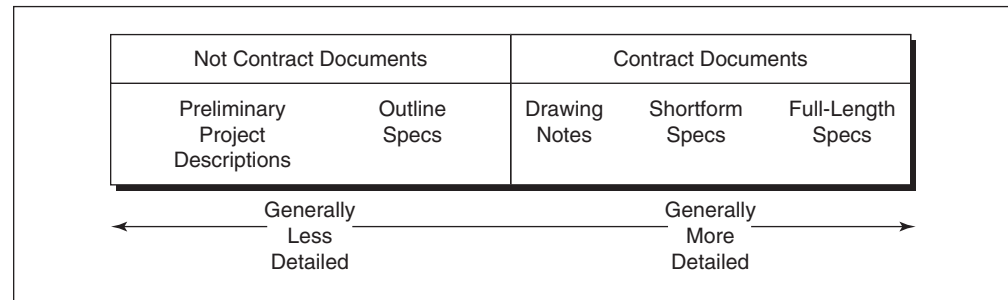 Not Contract Documents
Contract Documents
Preliminary
Project
Descriptions
Outline
Specs
Drawing
Notes
Shortform
Specs
Full-Length
Specs
Generally
Less
Detailed
Generally
More
Detailed